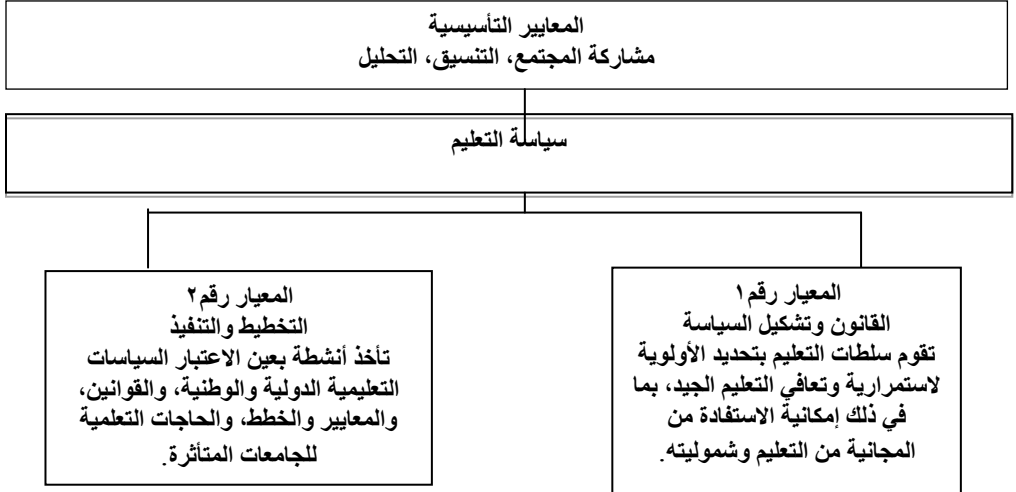 المعايير التأسيسية
مشاركة المجتمع، التنسيق، التحليل
سياسة التعليم
المعيار رقم١
القانون وتشكيل السياسة
تقوم سلطات التعليم بتحديد الأولوية
لاستمرارية وتعافي التعليم الجيد، بما
في ذلك إمكانية الاستفادة من
المجانية من التعليم وشموليته.
المعيار رقم٢
التخطيط والتنفيذ
تأخذ أنشطة بعين الاعتبار السياسات
التعليمية الدولية والوطنية، والقوانين،
والمعايير والخطط، والحاجات التعلمية
للجامعات المتأثرة.